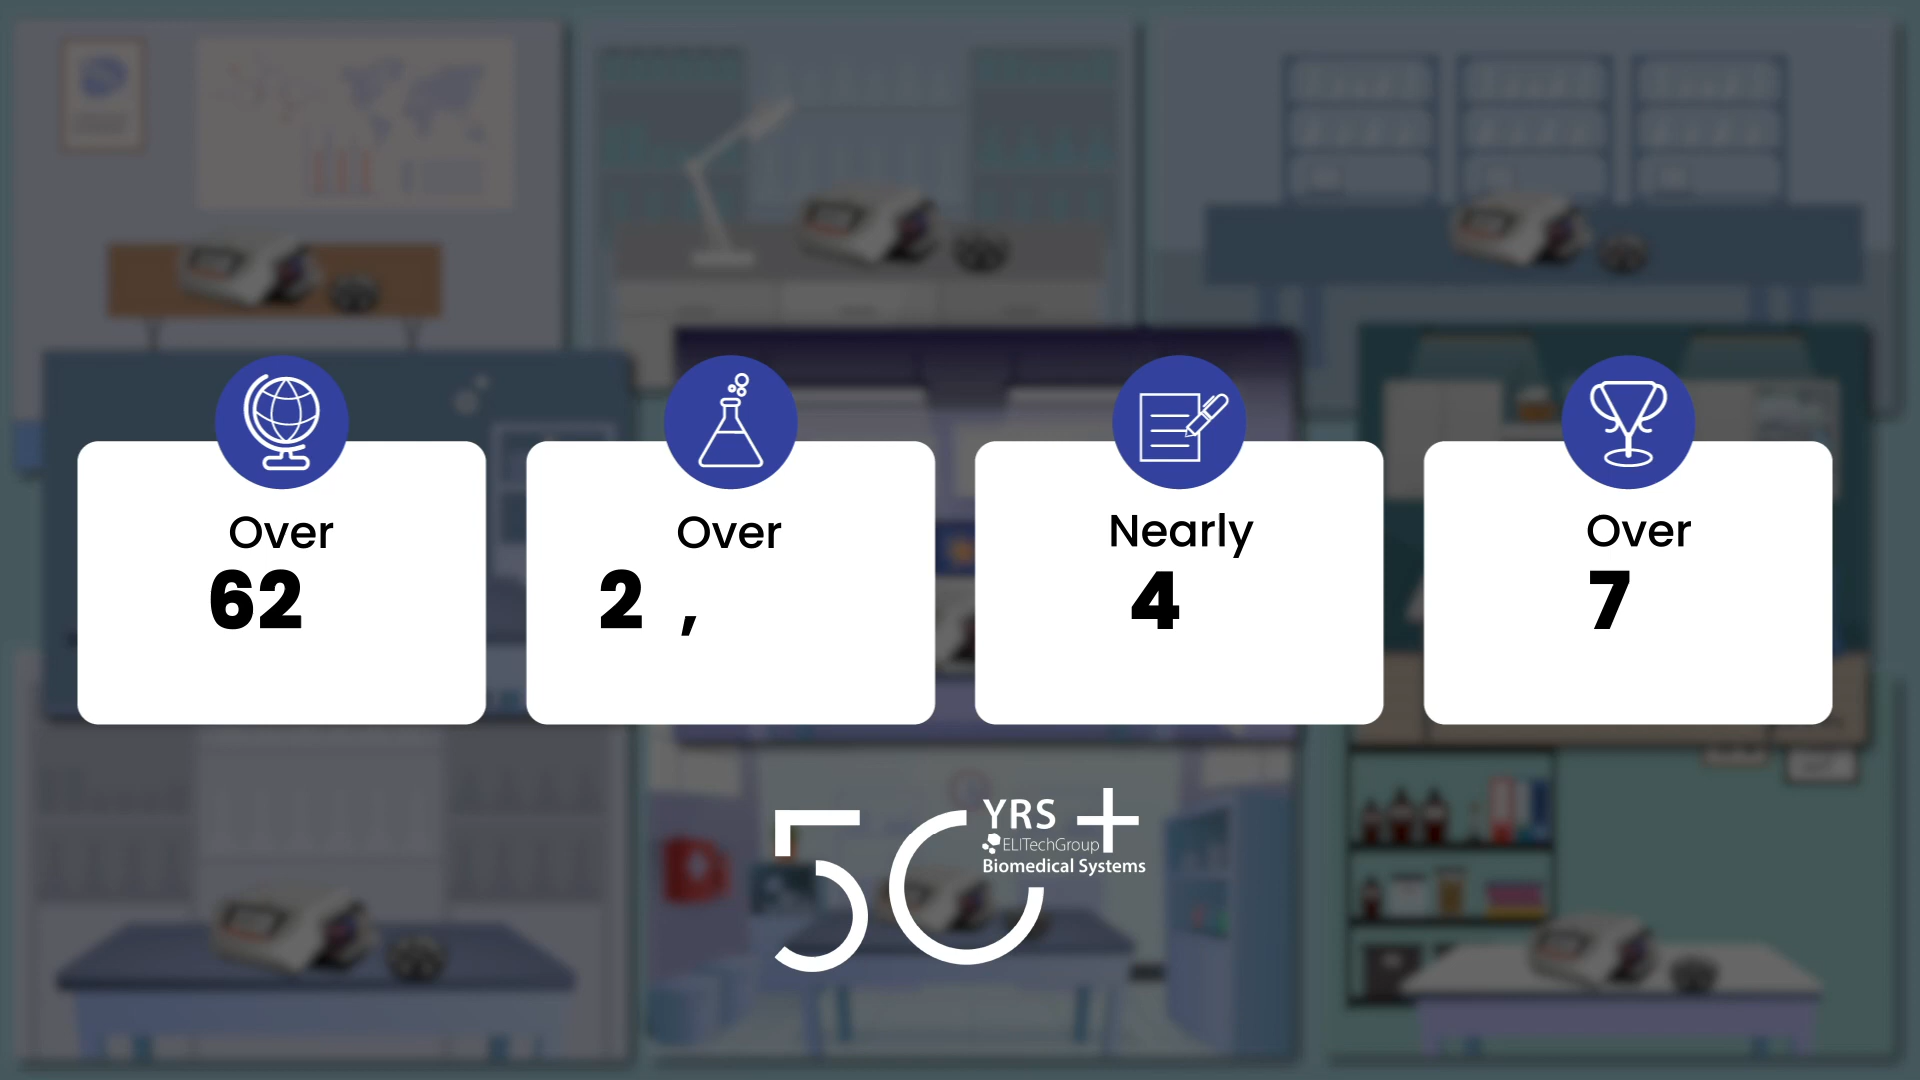 Over
62
Over
2 ,
Nearly
4
Over
7
50 YRS +
ELITechGroup
Biomedical Systems